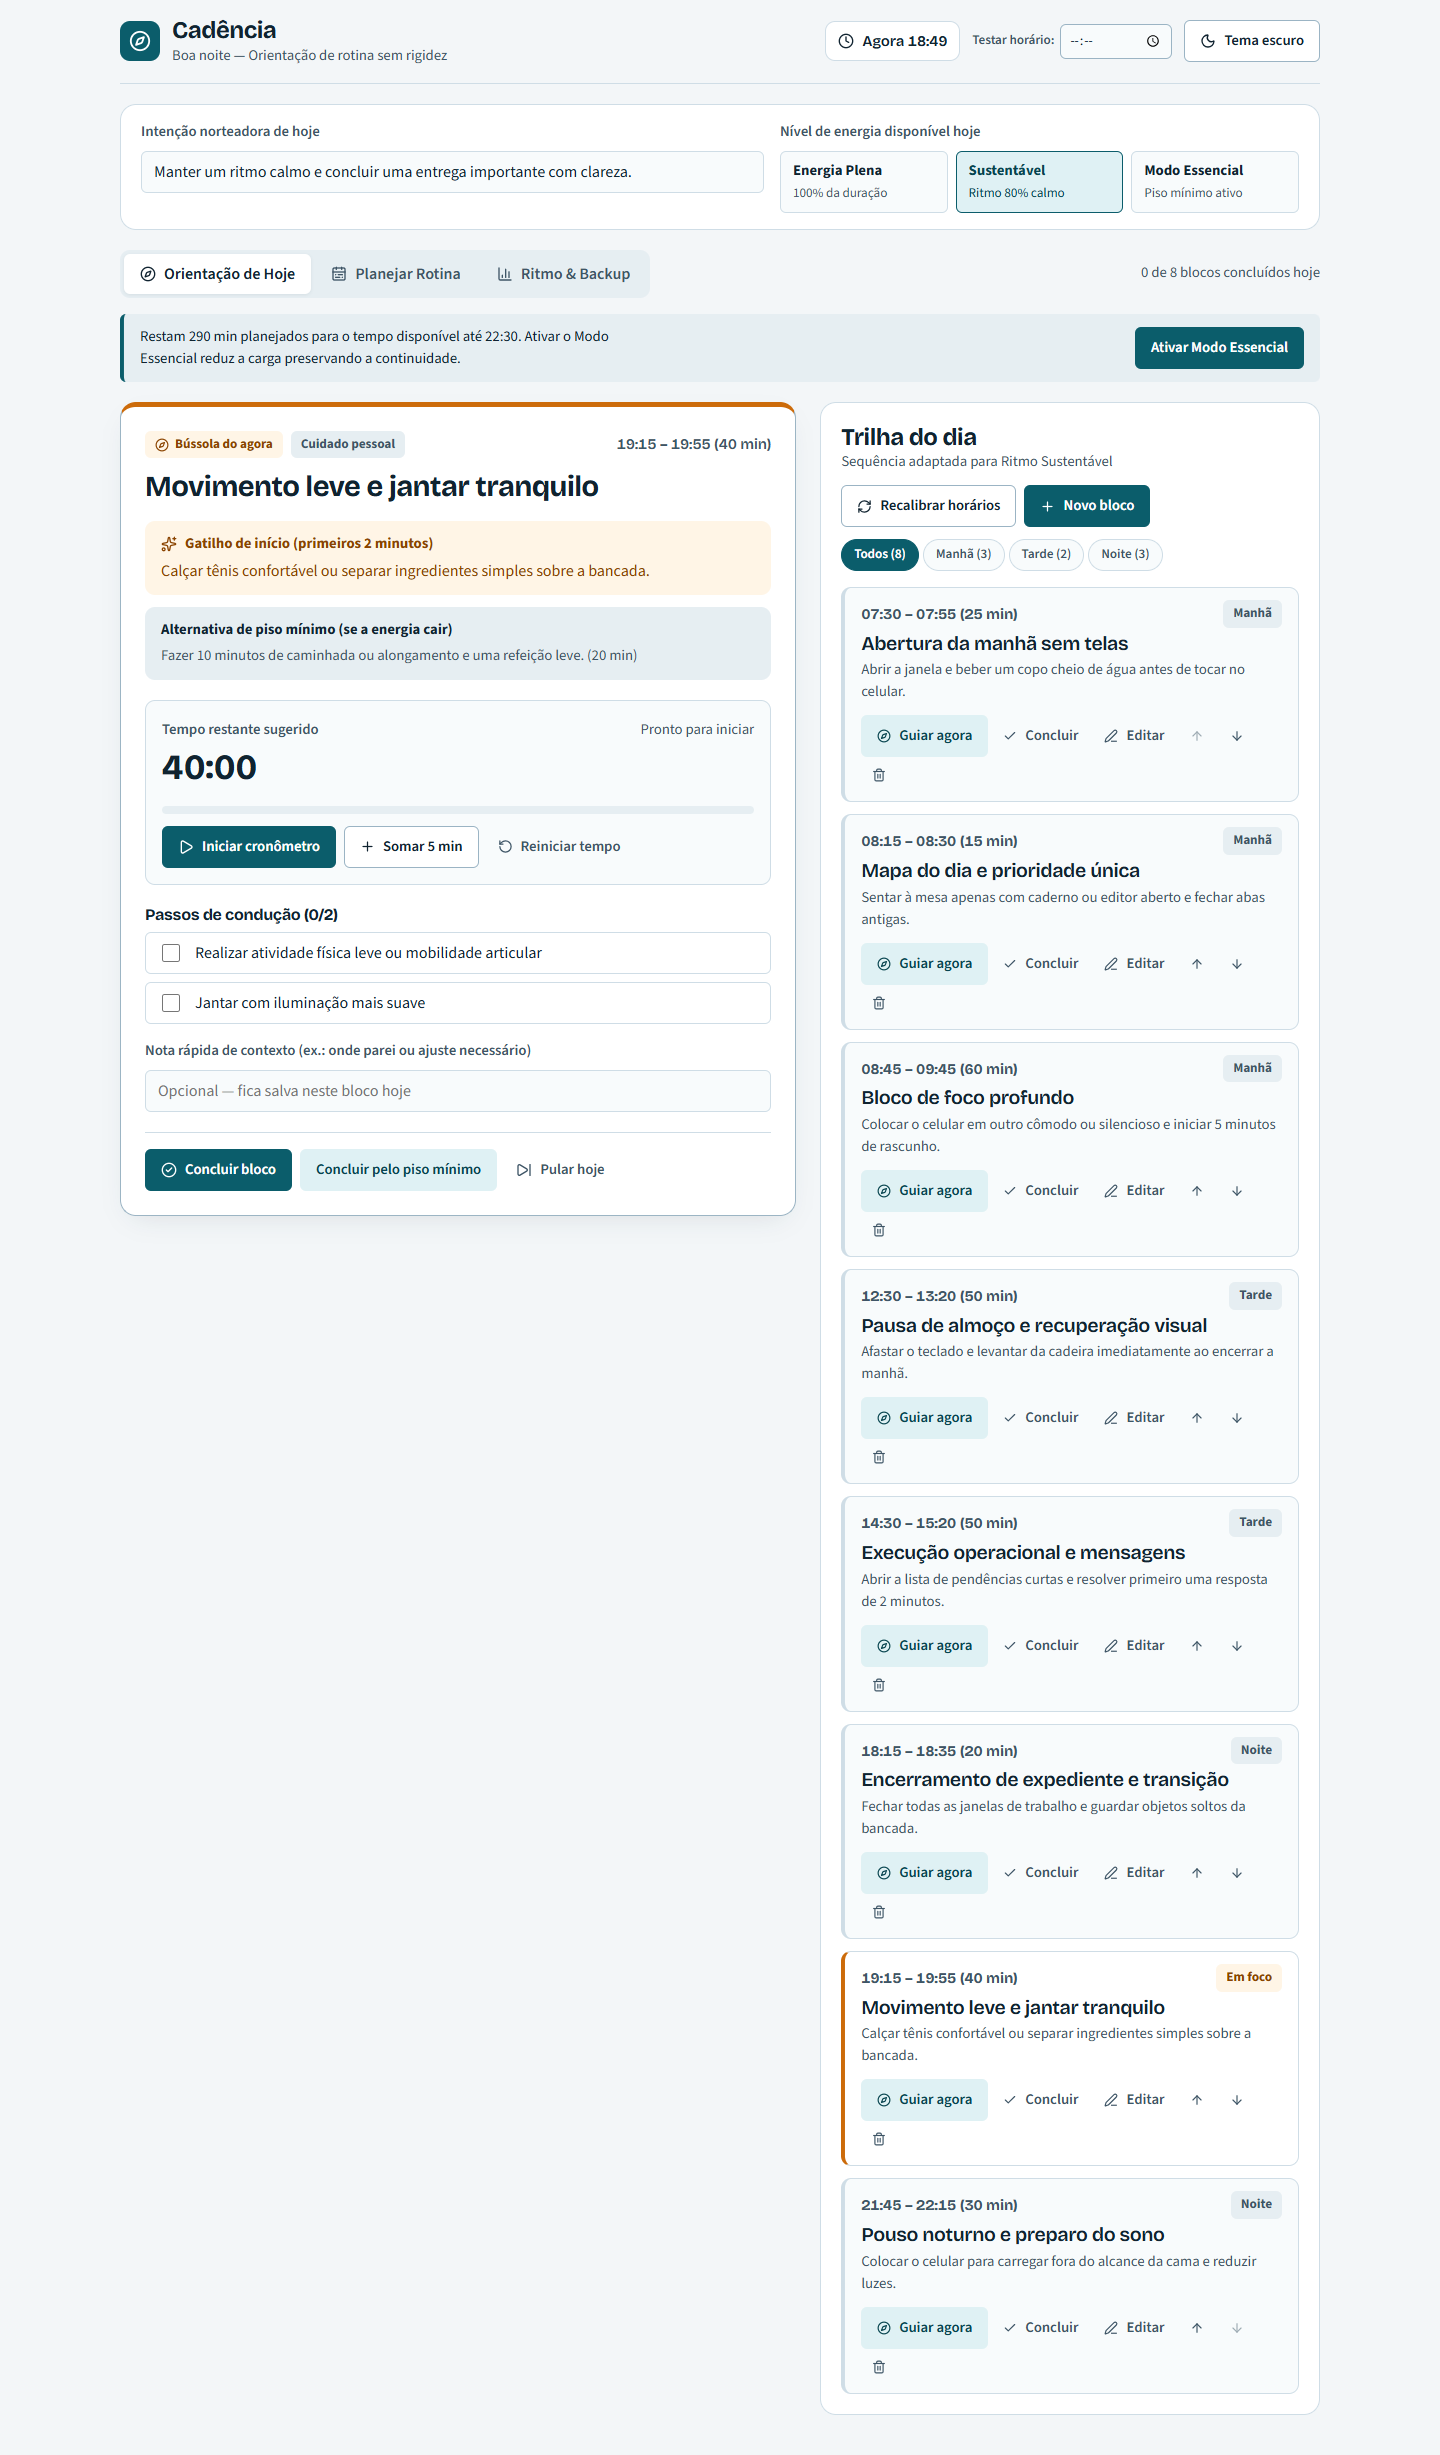 Cadência
Boa noite — Orientação de rotina sem rigidez
Agora 18:49
Testar horário:
--:--
Tema escuro
Intenção norteadora de hoje
Manter um ritmo calmo e concluir uma entrega importante com clareza.
Nível de energia disponível hoje
Energia Plena
100% da duração
Sustentável
Ritmo 80% calmo
Modo Essencial
Piso mínimo ativo
Orientação de Hoje
Planejar Rotina
Ritmo & Backup
0 de 8 blocos concluídos hoje
Restam 290 min planejados para o tempo disponível até 22:30. Ativar o Modo
Essencial reduz a carga preservando a continuidade.
Ativar Modo Essencial
Bússola do agora
Cuidado pessoal
19:15 – 19:55 (40 min)
Movimento leve e jantar tranquilo
Gatilho de início (primeiros 2 minutos)
Calçar tênis confortável ou separar ingredientes simples sobre a bancada.
Alternativa de piso mínimo (se a energia cair)
Fazer 10 minutos de caminhada ou alongamento e uma refeição leve. (20 min)
Tempo restante sugerido
Pronto para iniciar
40:00
Iniciar cronômetro
Somar 5 min
Reiniciar tempo
Passos de condução (0/2)
Realizar atividade física leve ou mobilidade articular
Jantar com iluminação mais suave
Nota rápida de contexto (ex.: onde parei ou ajuste necessário)
Opcional — fica salva neste bloco hoje
Concluir bloco
Concluir pelo piso mínimo
Pular hoje
Trilha do dia
Sequência adaptada para Ritmo Sustentável
Recalibrar horários
Novo bloco
Todos (8)
Manhã (3)
Tarde (2)
Noite (3)
07:30 – 07:55 (25 min)
Manhã
Abertura da manhã sem telas
Abrir a janela e beber um copo cheio de água antes de tocar no
celular.
Guiar agora
Concluir
Editar
08:15 – 08:30 (15 min)
Manhã
Mapa do dia e prioridade única
Sentar à mesa apenas com caderno ou editor aberto e fechar abas
antigas.
Guiar agora
Concluir
Editar
08:45 – 09:45 (60 min)
Manhã
Bloco de foco profundo
Colocar o celular em outro cômodo ou silencioso e iniciar 5 minutos
de rascunho.
Guiar agora
Concluir
Editar
12:30 – 13:20 (50 min)
Tarde
Pausa de almoço e recuperação visual
Afastar o teclado e levantar da cadeira imediatamente ao encerrar a
manhã.
Guiar agora
Concluir
Editar
14:30 – 15:20 (50 min)
Tarde
Execução operacional e mensagens
Abrir a lista de pendências curtas e resolver primeiro uma resposta
de 2 minutos.
Guiar agora
Concluir
Editar
18:15 – 18:35 (20 min)
Noite
Encerramento de expediente e transição
Fechar todas as janelas de trabalho e guardar objetos soltos da
bancada.
Guiar agora
Concluir
Editar
19:15 – 19:55 (40 min)
Em foco
Movimento leve e jantar tranquilo
Calçar tênis confortável ou separar ingredientes simples sobre a
bancada.
Guiar agora
Concluir
Editar
21:45 – 22:15 (30 min)
Noite
Pouso noturno e preparo do sono
Colocar o celular para carregar fora do alcance da cama e reduzir
luzes.
Guiar agora
Concluir
Editar